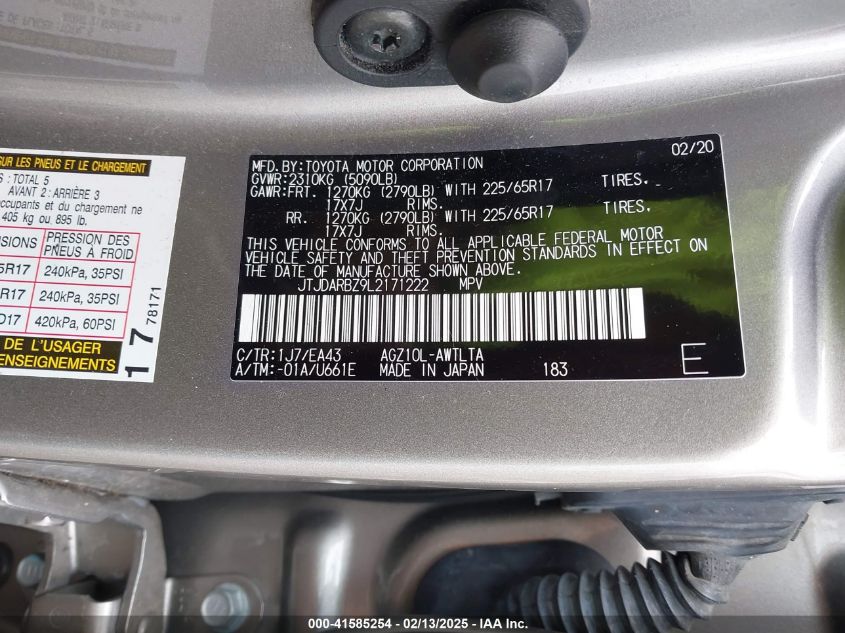 SUR LES PNEUS ET LE CHARGEMENT
: TOTAL 5
AVANT 2: ARRIÈRE 3
occupants et du chargement ne
405 kg ou 895 lb.
PRESSION DES
PNEUS À FROID
R17 240kPa, 35PSI
R17 240kPa, 35PSI
D17 420kPa, 60PSI
DE L'USAGER
17 78171
02/20
MFD.BY:TOYOTA MOTOR CORPORATION
GVWR:2310KG (5090LB)
GAWR:FRT. 1270KG (2790LB) WITH 225/65R17 TIRES.
17X7J RIMS.
RR. 1270KG (2790LB) WITH 225/65R17 TIRES.
17X7J RIMS.
THIS VEHICLE CONFORMS TO ALL APPLICABLE FEDERAL MOTOR
VEHICLE SAFETY AND THEFT PREVENTION STANDARDS IN EFFECT ON
THE DATE OF MANUFACTURE SHOWN ABOVE.
JTJDARBZ9L2171222 MPV
C/TR:1J7/EA43 AGZ10L-AWTLTA
A/TM:-01A/U661E MADE IN JAPAN 183 E
000-41585254 - 02/13/2025 - IAA Inc.